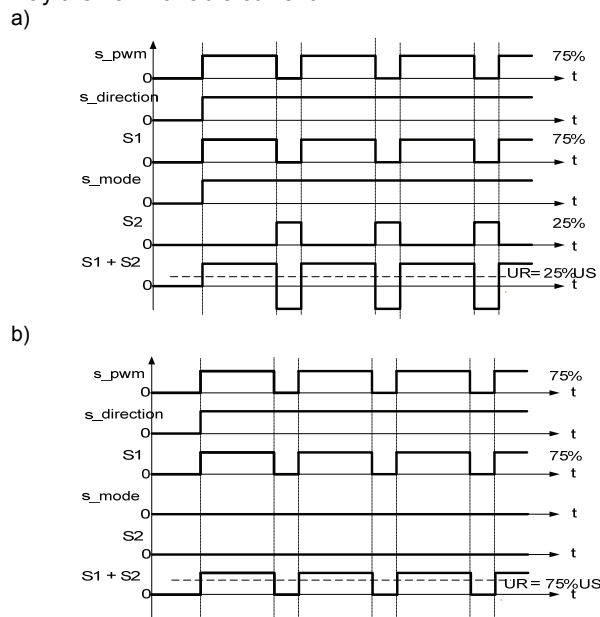 a)
s_pwm
75%
0
t
s_direction
0
t
S1
75%
0
t
s_mode
0
t
S2
25%
0
t
S1 + S2
UR = 25%US
0
t
b)
s_pwm
75%
0
t
s_direction
0
t
S1
75%
0
t
s_mode
0
t
S2
0
t
S1 + S2
UR = 75%US
0
t